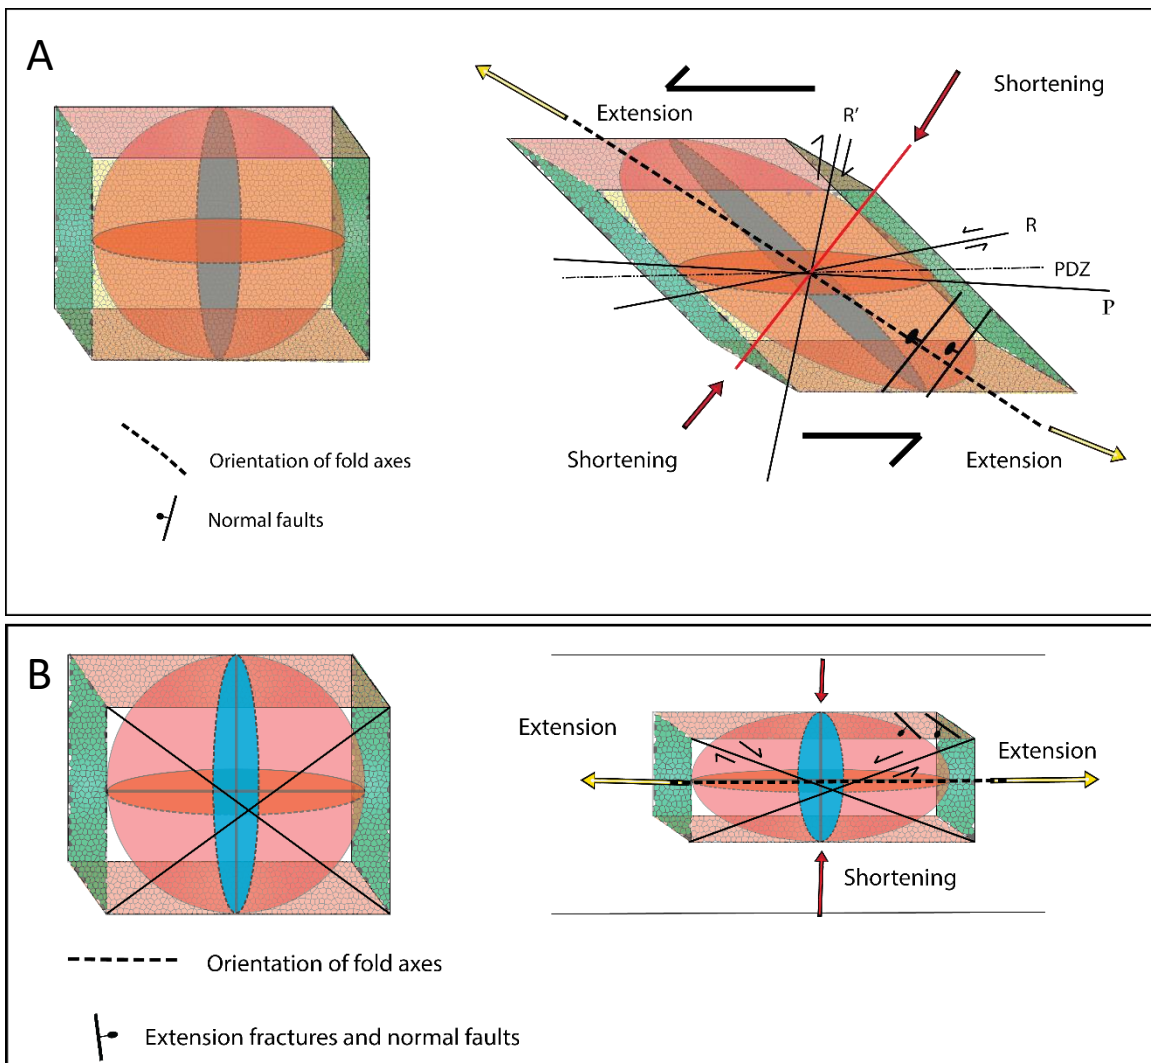 A
Shortening
Extension
R'
R
PDZ
P
Shortening
Extension
Orientation of fold axes
Normal faults
B
Extension
Extension
Shortening
Orientation of fold axes
Extension fractures and normal faults